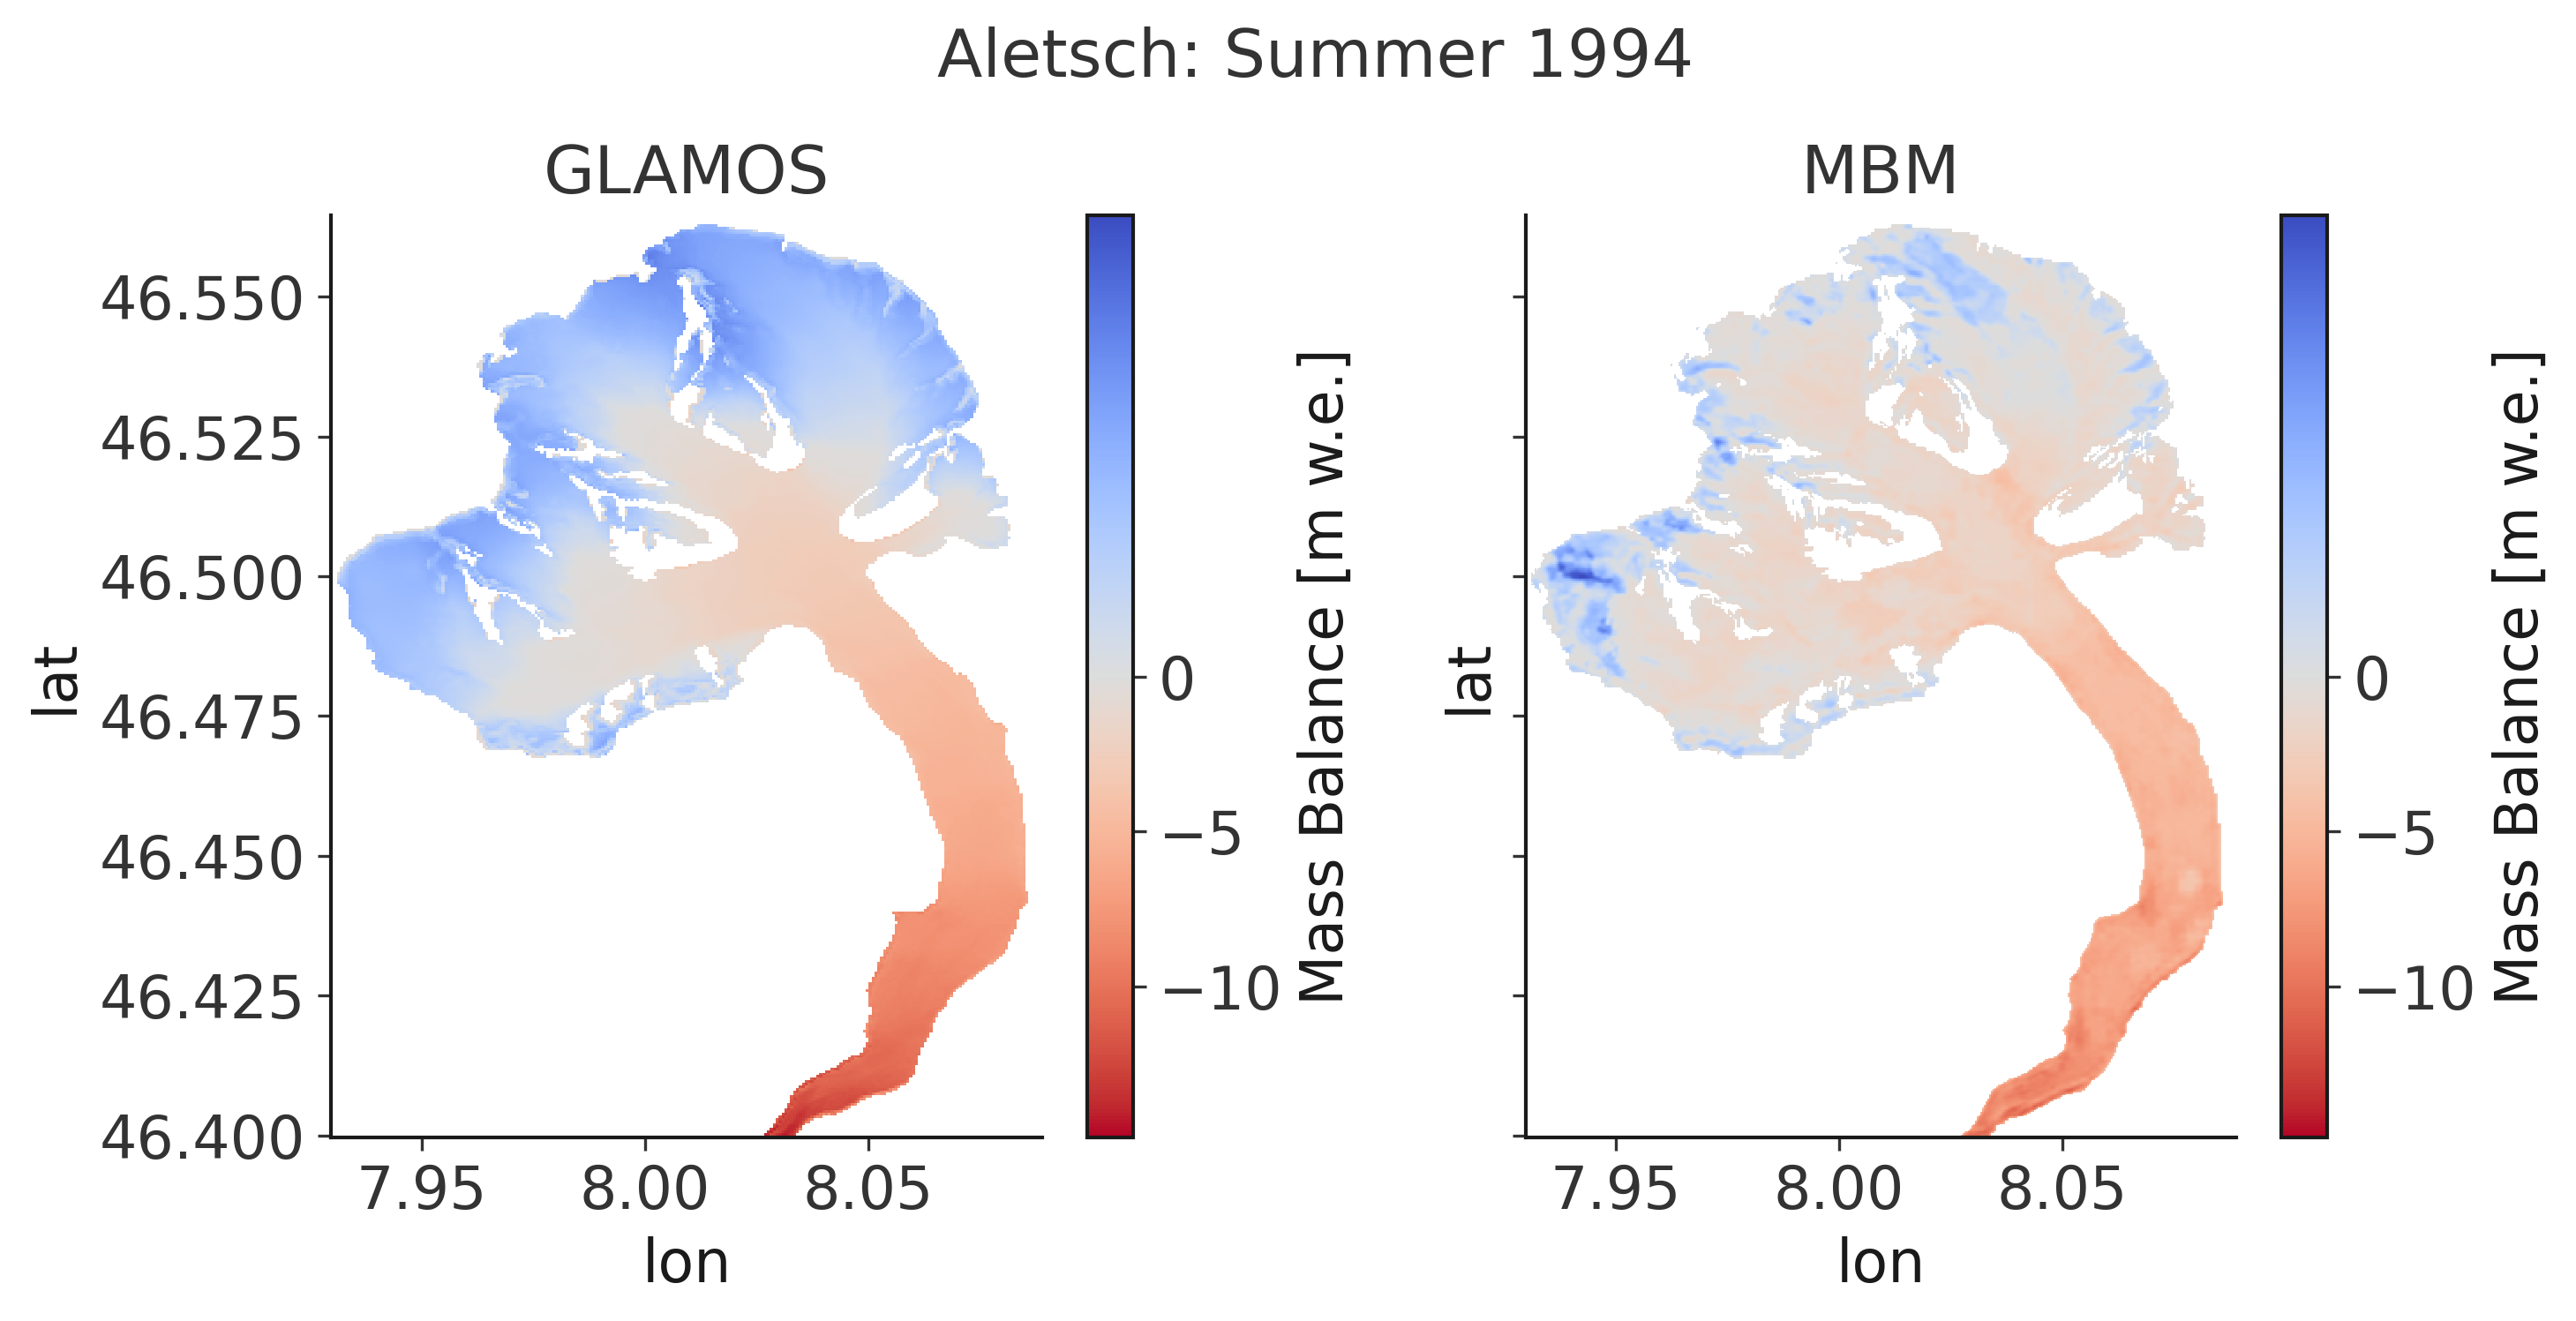 Aletsch: Summer 1994
GLAMOS
46.550
46.525
46.500
46.475
46.450
46.425
46.400
lat
7.95 8.00 8.05
lon
0
−5
−10
Mass Balance [m w.e.]
MBM
lat
7.95 8.00 8.05
lon
0
−5
−10
Mass Balance [m w.e.]